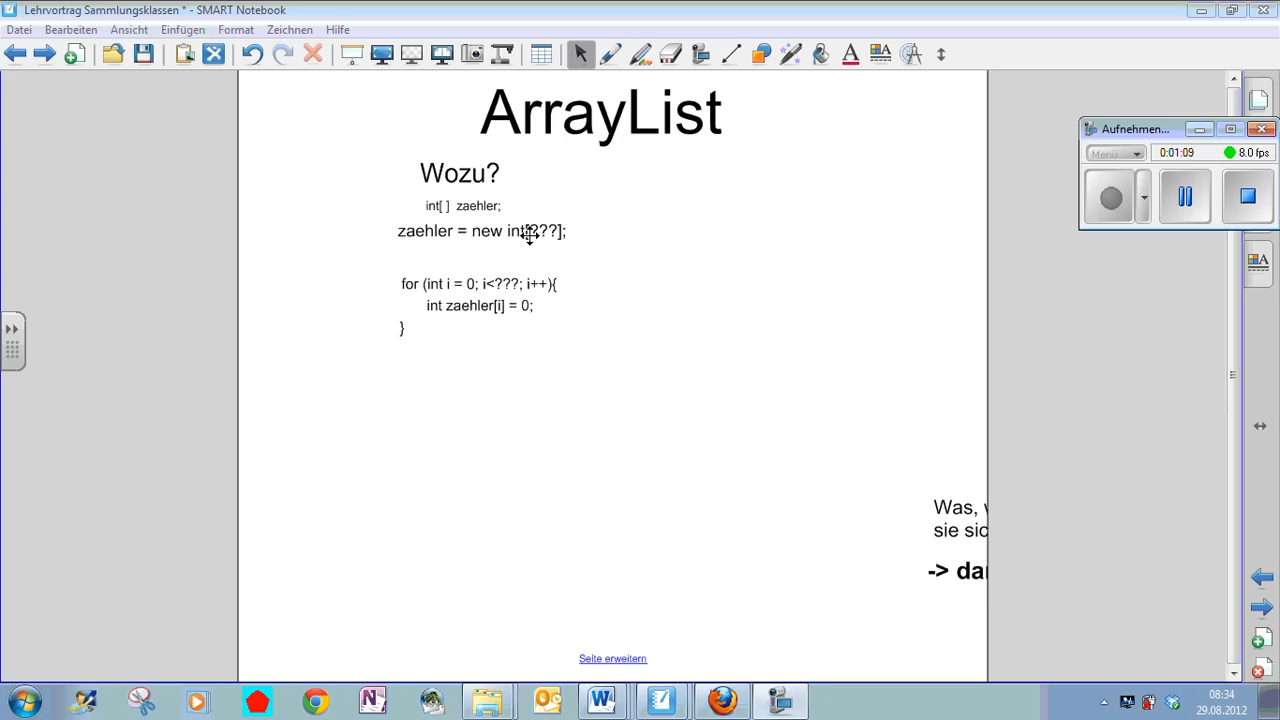 Lehrvortrag Sammlungsklassen * - SMART Notebook
Datei Bearbeiten Ansicht Einfügen Format Zeichnen Hilfe
ArrayList
Wozu?
int[ ] zaehler;
zaehler = new int[???];
for (int i = 0; i<???; i++){
int zaehler[i] = 0;
}
Was,
sie sic
-> dar
Seite erweitern
Aufnehmen...
Menü
0:01:09
8.0 fps
08:34
29.08.2012